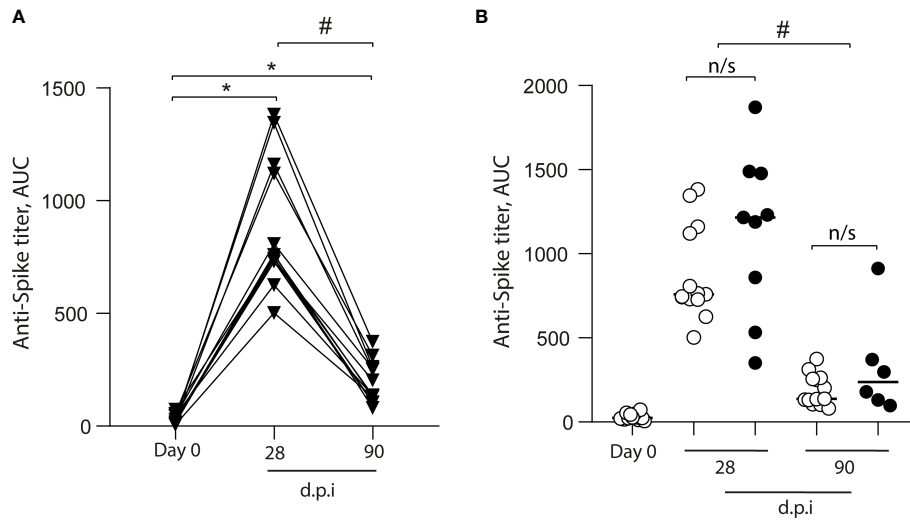 A
#
*
*
1500
1000
500
0
Anti-Spike titer, AUC
Day 0 28 90
d.p.i
B
#
n/s
n/s
2000
1500
1000
500
0
Anti-Spike titer, AUC
Day 0 28 90
d.p.i